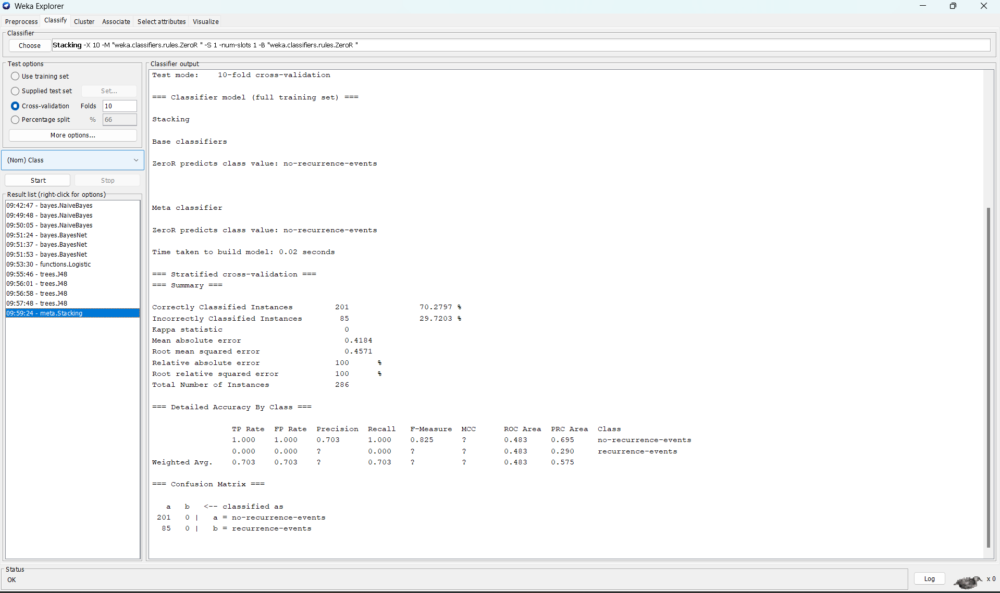 Weka Explorer
Preprocess Classify Cluster Associate Select attributes Visualize
Classifier
Choose Stacking -X 10 -M "weka.classifiers.rules.ZeroR " -S 1 -num-slots 1 -B "weka.classifiers.rules.ZeroR "
Test options
Use training set
Supplied test set Set...
Cross-validation Folds 10
Percentage split % 66
More options...
(Nom) Class
Start Stop
Result list (right-click for options)
09:42:47 - bayes.NaiveBayes
09:49:48 - bayes.NaiveBayes
09:50:05 - bayes.NaiveBayes
09:51:24 - bayes.BayesNet
09:51:37 - bayes.BayesNet
09:51:53 - bayes.BayesNet
09:53:30 - functions.Logistic
09:55:46 - trees.J48
09:56:01 - trees.J48
09:56:58 - trees.J48
09:57:48 - trees.J48
09:59:24 - meta.Stacking
Classifier output
Test mode: 10-fold cross-validation
=== Classifier model (full training set) ===
Stacking
Base classifiers
ZeroR predicts class value: no-recurrence-events
Meta classifier
ZeroR predicts class value: no-recurrence-events
Time taken to build model: 0.02 seconds
=== Stratified cross-validation ===
=== Summary ===
Correctly Classified Instances 201 70.2797 %
Incorrectly Classified Instances 85 29.7203 %
Kappa statistic 0
Mean absolute error 0.4184
Root mean squared error 0.4571
Relative absolute error 100 %
Root relative squared error 100 %
Total Number of Instances 286
=== Detailed Accuracy By Class ===
TP Rate FP Rate Precision Recall F-Measure MCC ROC Area PRC Area Class
1.000 1.000 0.703 1.000 0.825 ? 0.483 0.695 no-recurrence-events
0.000 0.000 ? 0.000 ? ? 0.483 0.290 recurrence-events
Weighted Avg. 0.703 0.703 ? 0.703 ? ? 0.483 0.575
=== Confusion Matrix ===
a b <-- classified as
201 0 | a = no-recurrence-events
85 0 | b = recurrence-events
Status
OK
Log x 0